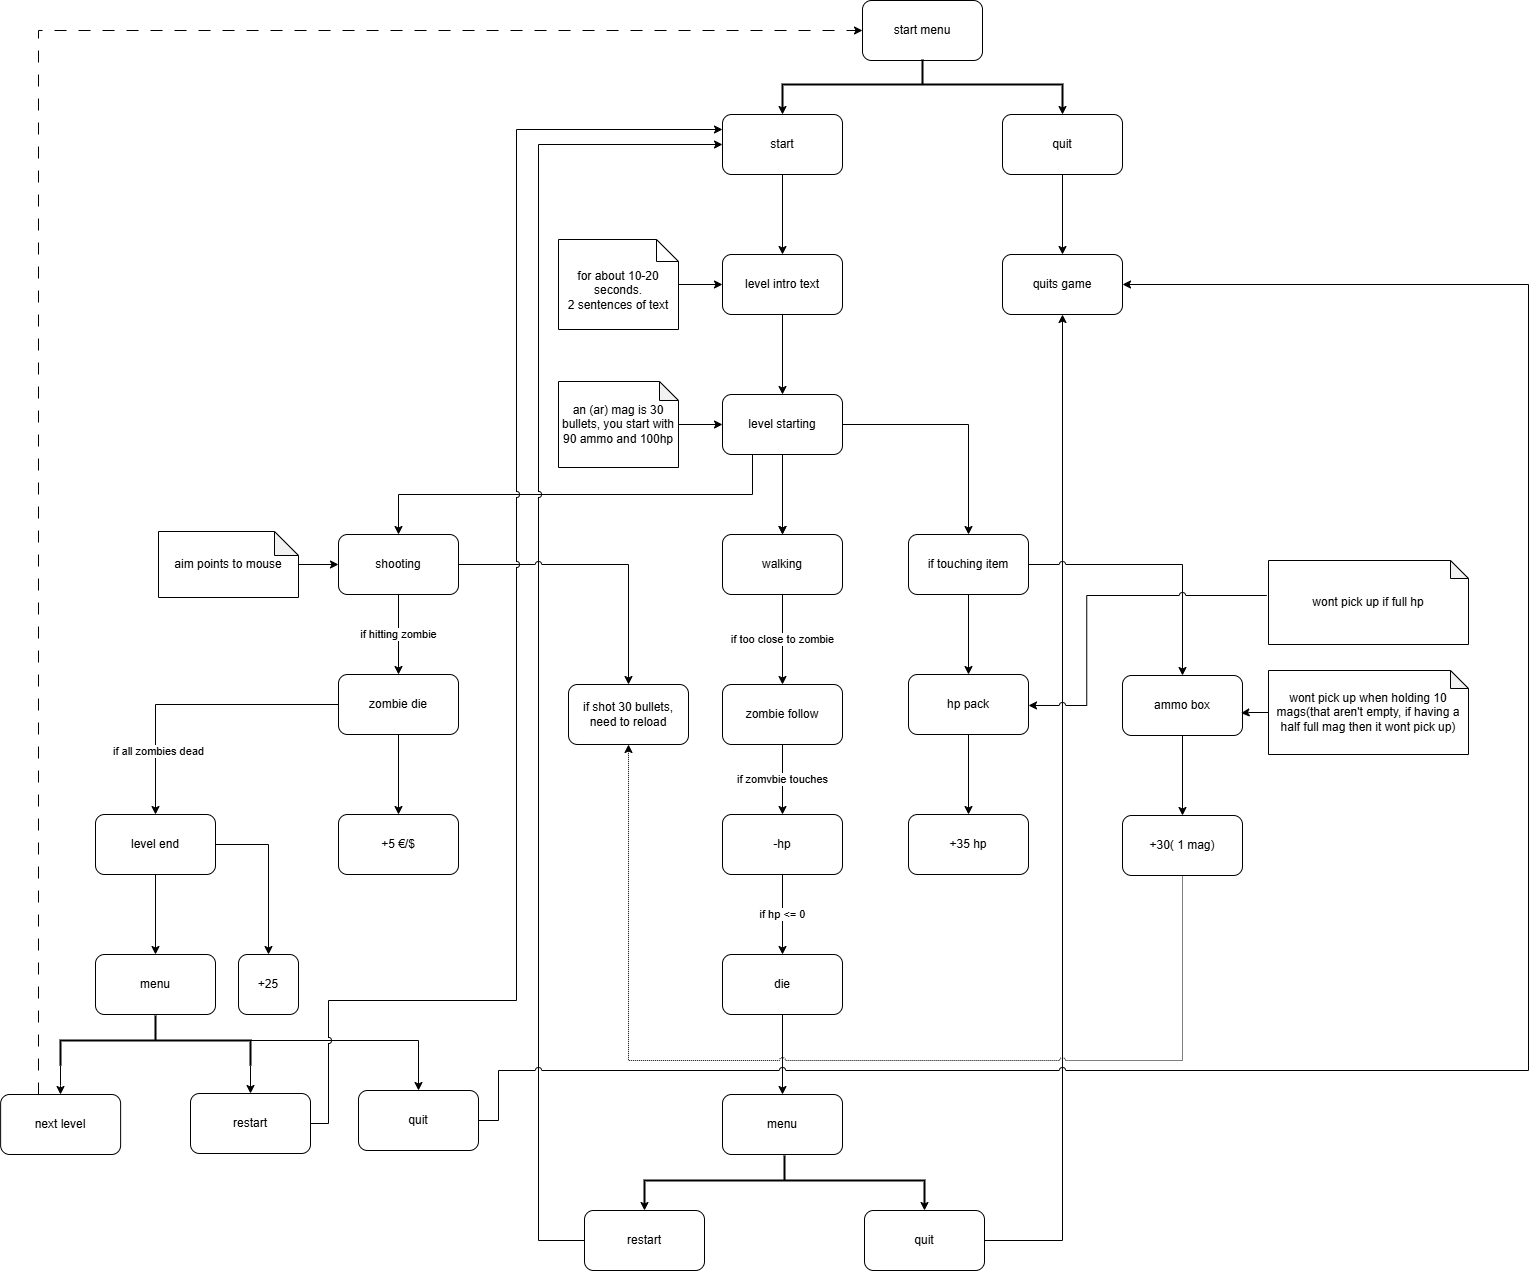 start menu
start
quit
for about 10-20
seconds.
2 sentences of text
level intro text
quits game
an (ar) mag is 30
bullets, you start with
90 ammo and 100hp
level starting
aim points to mouse
shooting
walking
if touching item
wont pick up if full hp
if hitting zombie
if too close to zombie
zombie die
if shot 30 bullets,
need to reload
zombie follow
hp pack
ammo box
wont pick up when holding 10
mags(that aren't empty, if having a
half full mag then it wont pick up)
if all zombies dead
if zomvbie touches
level end
+5 €/$
-hp
+35 hp
+30( 1 mag)
if hp <= 0
menu
+25
die
next level
restart
quit
menu
restart
quit